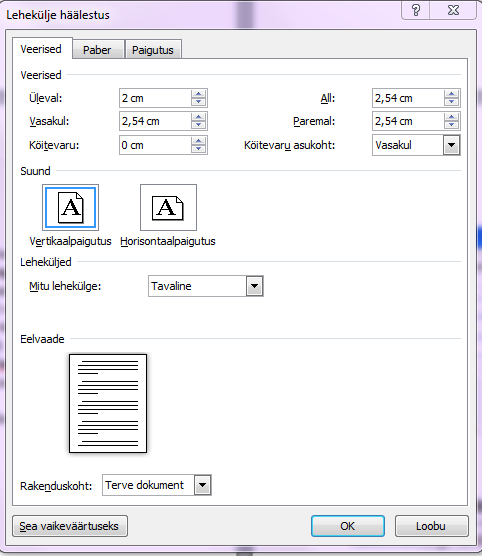 Lehekülje häälestus
Veerised Paber Paigutus
Veerised
Üleval: 2 cm All: 2,54 cm
Vasakul: 2,54 cm Paremal: 2,54 cm
Köitevaru: 0 cm Köitevaru asukoht: Vasakul
Suund
A A
Vertikaalpaigutus Horisontaalpaigutus
Leheküljed
Mitu lehekülge: Tavaline
Eelvaade
Rakenduskoht: Terve dokument
Sea vaikeväärtuseks OK Loobu